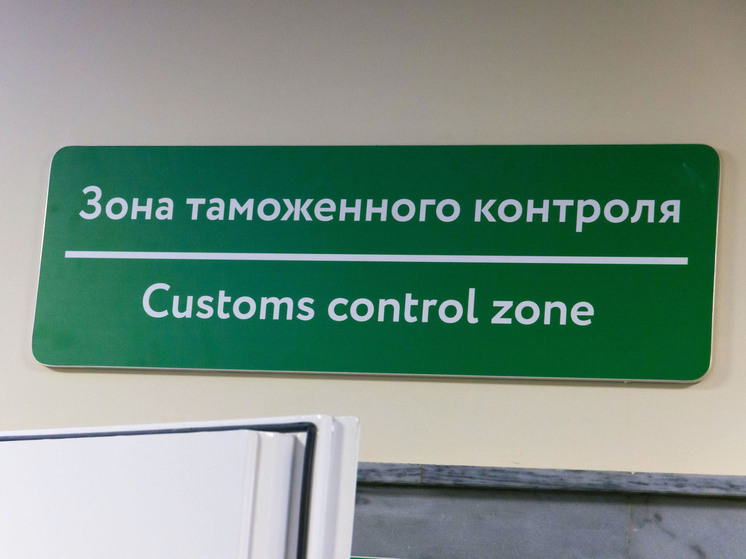 Зона таможенного контроля
Customs control zone